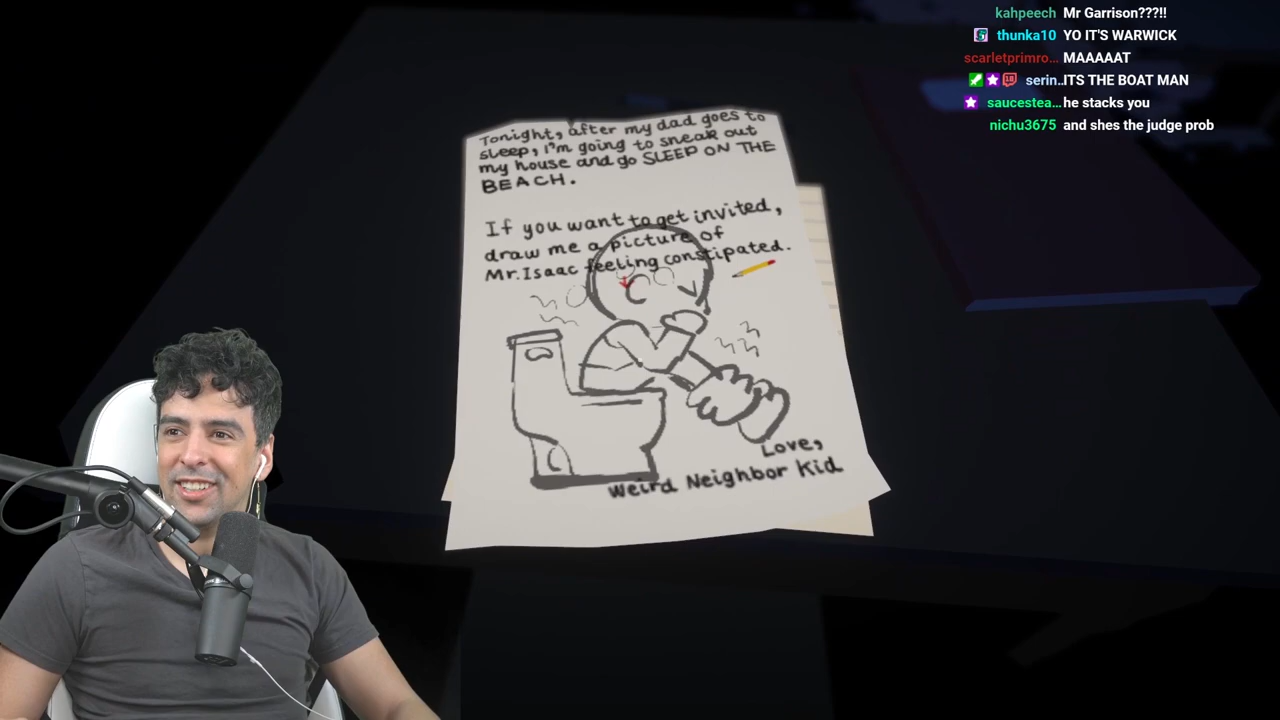 kahpeech Mr Garrison???!!
thunka10 YO IT'S WARWICK
scarletprimro... MAAAAAT
serin..ITS THE BOAT MAN
saucestea... he stacks you
nichu3675 and shes the judge prob
Tonight, after my dad goes to
sleep, I'm going to sneak out
my house and go SLEEP ON THE
BEACH.
If you want to get invited,
draw me a picture of
Mr.Isaac feeling constipated.
Love,
Weird Neighbor Kid